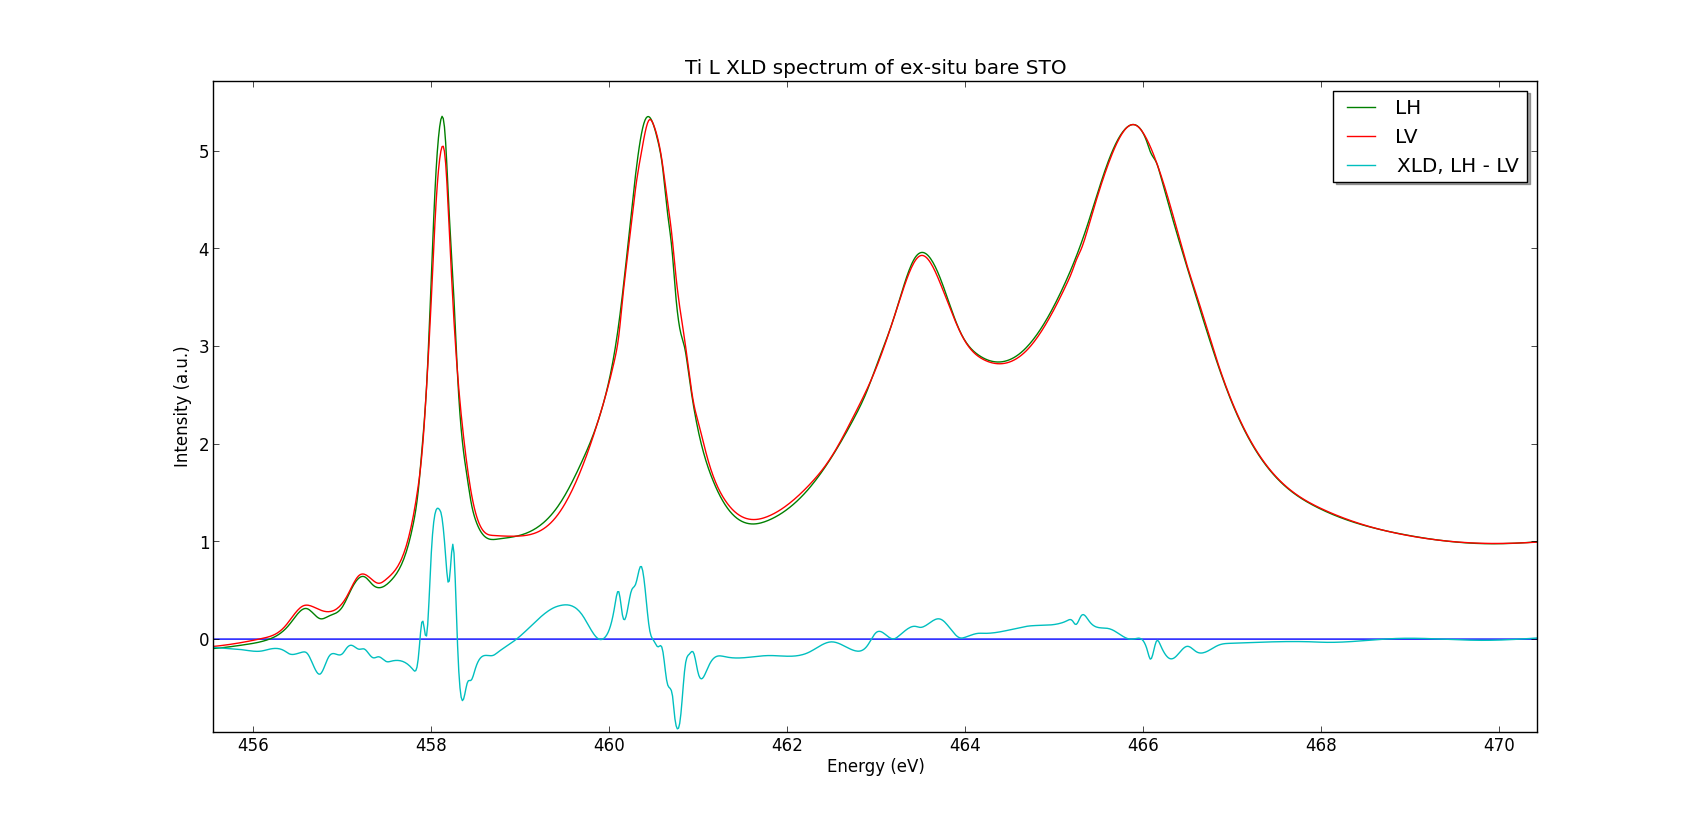 Ti L XLD spectrum of ex-situ bare STO
LH
LV
XLD, LH - LV
Intensity (a.u.)
5
4
3
2
1
0
456 458 460 462 464 466 468 470
Energy (eV)